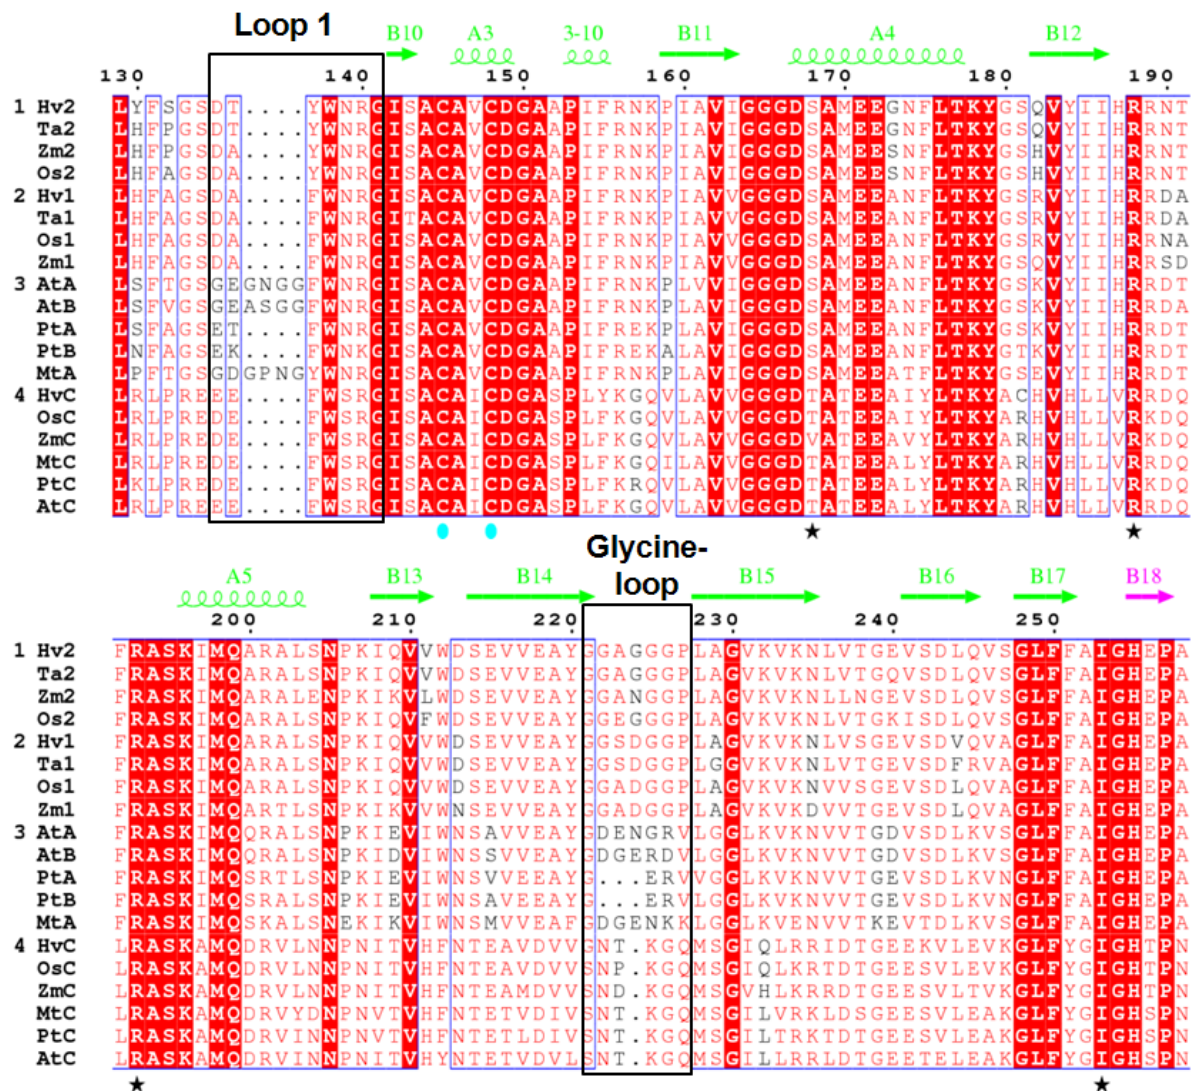 Loop 1
B10 A3 3-10 B11 A4 B12
130 140 150 160 170 180 190
1 Hv2 LYFSGSDT....YWNRGISACAVCDGAAPIFRNKPIAVIGGGDSAMEEGNFLTKYGSQVYIIHRRNT
Ta2 LHFPGSDT....YWNRGISACAVCDGAAPIFRNKPIAVIGGGDSAMEEGNFLTKYGSQVYIIHRRNT
Zm2 LHFPGSDA....YWNRGISACAVCDGAAPIFRNKPIAVIGGGDSAMEESNFLTKYGSHVYIIHRRNT
Os2 LHFAGSDA....YWNRGISACAVCDGAAPIFRNKPIAVIGGGDSAMEESNFLTKYGSHVYIIHRRNT
2 Hv1 LHFAGSDA....FWNRGISACAVCDGAAPIFRNKPIAVVGGGDSAMEEANFLTKYGSRVYIIHRRDA
Ta1 LHFAGSDA....FWNRGITACAVCDGAAPIFRNKPIAVVGGGDSAMEEANFLTKYGSRVYIIHRRDA
Os1 LHFAGSDA....FWNRGISACAVCDGAAPIFRNKPIAVVGGGDSAMEEANFLTKYGSRVYIIHRRNA
Zm1 LHFAGSDA....FWNRGISACAVCDGAAPIFRNKPIAVIGGGDSAMEEANFLTKYGSQVYIIHRRSD
3 AtA LSFTGSGEGNGGFWNRGISACAVCDGAAPIFRNKPLVVIGGGDSAMEEANFLTKYGSKVYIIHRRDT
AtB LSFVGSGEASGGFWNRGISACAVCDGAAPIFRNKPLAVIGGGDSAMEEANFLTKYGSKVYIIHRRDA
PtA LSFAGSET....FWNRGISACAVCDGAAPIFREKPLAVIGGGDSAMEEANFLTKYGSKVYIIHRRDT
PtB LNFAGSEK....FWNKGISACAVCDGAAPIFREKALAVIGGGDSAMEEANFLTKYGTKVYIIHRRDT
MtA LPFTGSGDGPNGFWNRGISACAVCDGAAPIFRNKPLAVIGGGDSAMEEATFLTKYGSEVYIIHRRDT
4 HvC LRLPREEE....FWSRGISACAICDGASPLYKGQVLAVVGGGDTATEEAIYLTKYACHVHLLVRRDQ
OsC LRLPREDE....FWSRGISACAICDGASPLFKGQVLAVVGGGDTATEEAIYLTKYARHVHLLVRKDQ
ZmC LRLPREDE....FWSRGISACAICDGASPLFKGQVLAVVGGGDVATEEAVYLTKYARHVHLLVRKDQ
MtC LRLPREDE....FWSRGISACAICDGASPLFKGQILAVVGGGDTATEEALYLTKYARHVHLLVRRDQ
PtC LKLPREDE....FWSRGISACAICDGASPLFKRQVLAVVGGGDTATEEALYLTKYARHVHLLVRKDQ
AtC LRLPREEE....FWSRGISACAICDGASPLFKGQVLAVVGGGDTATEEALYLTKYARHVHLLVRRDQ
Glycine-
loop
A5 B13 B14 B15 B16 B17 B18
200 210 220 230 240 250
1 Hv2 FRASKIMQARALSNPKIQVVWDSEVVEAYGGAGGGPLAGVKVKNLVTGQVSDLQVSGLFFAIGHEPA
Ta2 FRASKIMQARALSNPKIQVVWDSEVVEAYGGAGGGPLAGVKVKNLVTGQVSDLQVSGLFFAIGHEPA
Zm2 FRASKIMQARALENPKIKVLWDSEVVEAYGGANGGPLAGVKVKNLLNGEVSDLQVSGLFFAIGHEPA
Os2 FRASKIMQARALSNPKIQVFWDSEVVEAYGGEGGGPLAGVKVKNLVTGKISDLQVSGLFFAIGHEPA
2 Hv1 FRASKIMQARALSNPKIQVVWDSEVVEAYGGSDGGPLAGVKVKNLVSGEVSDVQVAGLFFAIGHEPA
Ta1 FRASKIMQARALSNPKIQVVWDSEVVEAYGGSDGGPLGGVKVKNLVTGEVSDFRVAGLFFAIGHEPA
Os1 FRASKIMQARALSNPKIQVVWDSEVVEAYGGADGGPLAGVKVKNVVSGEVSDLQVAGLFFAIGHEPA
Zm1 FRASKIMQARTLSNPKIKVVWNSEVVEAYGGADGGPLAGVKVKDVVTGEVSDLQVAGLFFAIGHEPA
3 AtA FRASKIMQQRALSNPKIEVIWNSAVVEAYGDENGRVLGGLKVKNVVTGDVSDLKVSGLFFAIGHEPA
AtB FRASKIMQQRALSNPKIDVIWNSSVVEAYGDGERDVLGGLKVKNVVTGDVSDLKVSGLFFAIGHEPA
PtA FRASKIMQSRTLSNPKIEVIWNSVVVEAYG...ERVVGGLKVKNVVTGEVSDLKVNGLFFAIGHEPA
PtB FRASKIMQSRALSNPKIEVIWNSAVEEAYG...ERVLGGLKVKNVVTGEVSDLKVSGLFFAIGHEPA
MtA FRASKIMQSKALSNEKIKVIWNSMVVEAFGDGENKKLGGLKVENVVTKEVTDLKVSGLFFAIGHEPA
4 HvC LRASKAMQDRVLNNPNITVHFNTEAVDVVGNT.KGQMSGIQLRRIDTGEEKVLEVKGLFYGIGHTPN
OsC LRASKAMQDRVLNNPNITVHFNTEAVDVVSNP.KGQMSGIQLKRTDTGEESVLEVKGLFYGIGHTPN
ZmC LRASKAMQDRVLNNPNITVHFNTEAMDVVSND.KGQMSGVHLKRRDTGEESVLTVKGLFYGIGHTPN
MtC LRASKAMQDRVYDNPNVTVHFNTETVDIVSNT.KGQMSGILVRKLDSGEESVLEAKGLFYGIGHSPN
PtC LRASKAMQDRVINNPNVTVHFNTETLDIVSNT.KGQMSGILTRKIDTGEESVLEAKGLFYGIGHSPN
AtC LRASKAMQDRVINNPNITVHYNTETVDVLSNT.KGQMSGILLRRLDTGEETELEAKGLFYGIGHSPN